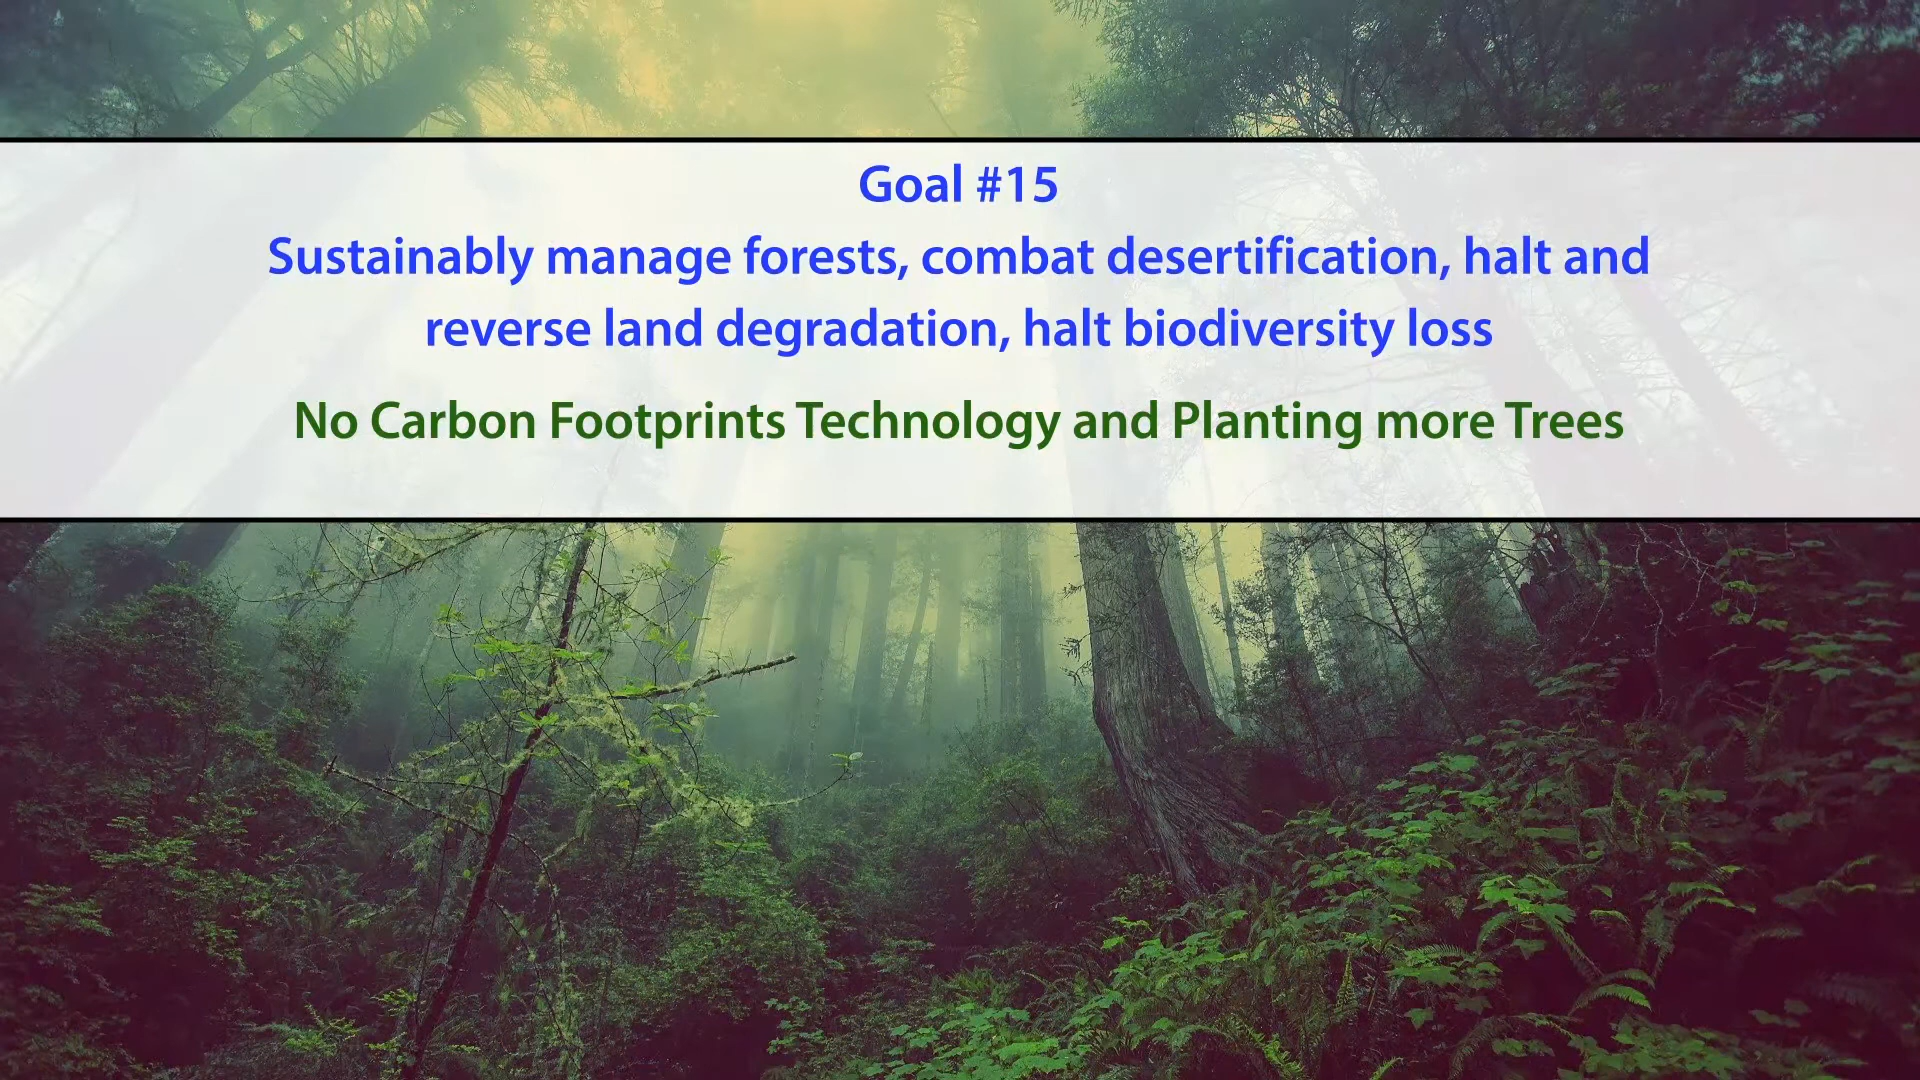 Goal #15
Sustainably manage forests, combat desertification, halt and
reverse land degradation, halt biodiversity loss
No Carbon Footprints Technology and Planting more Trees